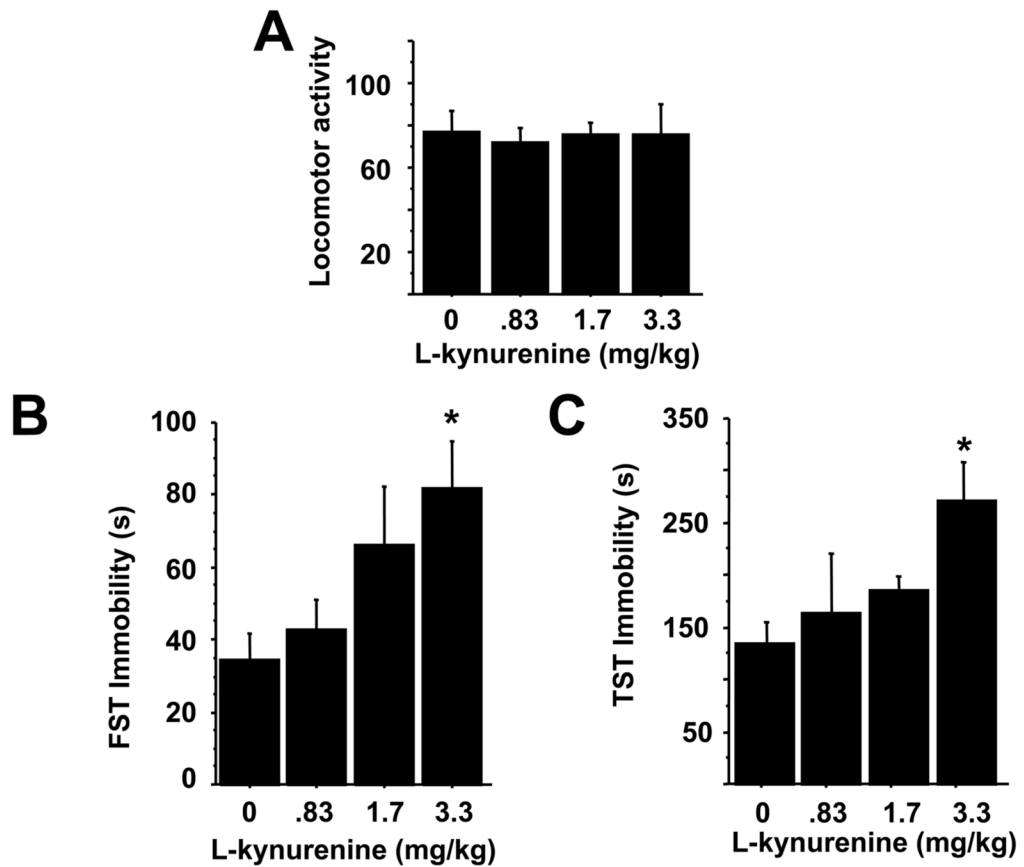 A
Locomotor activity
100
60
20
0 .83 1.7 3.3
L-kynurenine (mg/kg)
B
FST Immobility (s)
100
80
60
40
20
0
*
0 .83 1.7 3.3
L-kynurenine (mg/kg)
C
TST Immobility (s)
350
250
150
50
*
0 .83 1.7 3.3
L-kynurenine (mg/kg)